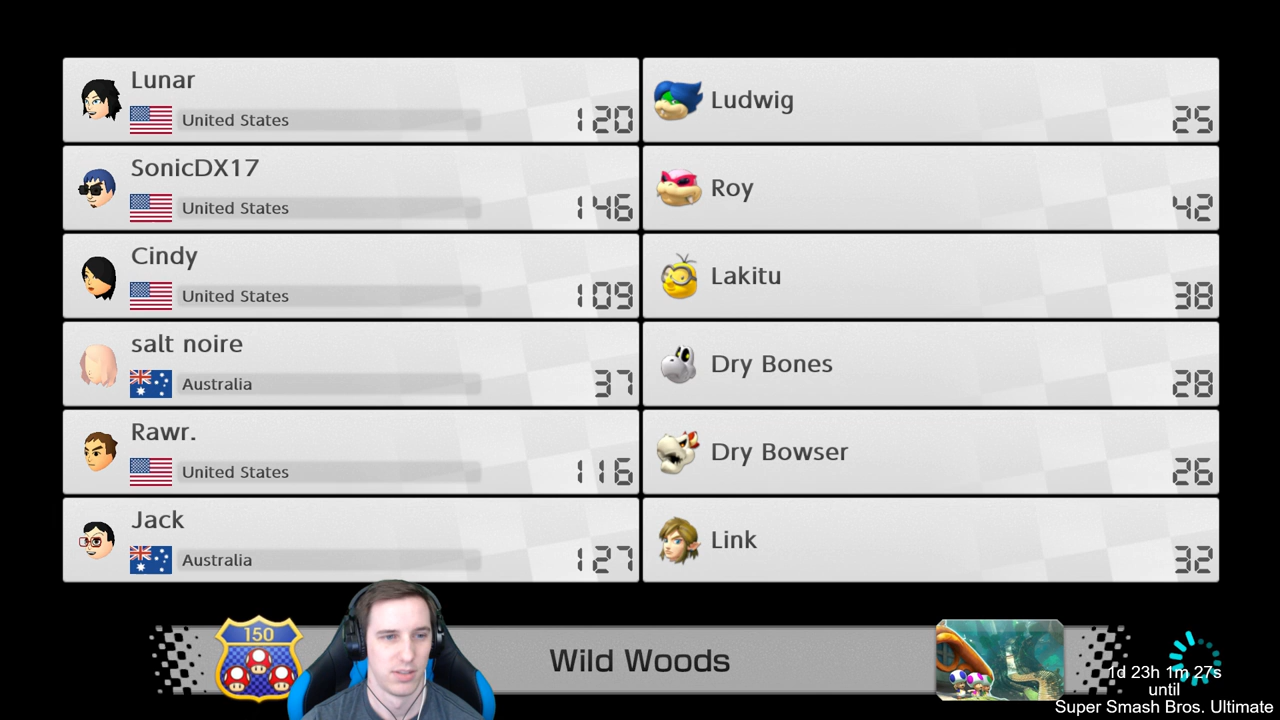 Lunar
United States
120
Ludwig
25
SonicDX17
United States
146
Roy
42
Cindy
United States
109
Lakitu
38
salt noire
Australia
37
Dry Bones
28
Rawr.
United States
116
Dry Bowser
26
Jack
Australia
127
Link
32
150
Wild Woods
1d 23h 1m 27s
until
Super Smash Bros. Ultimate